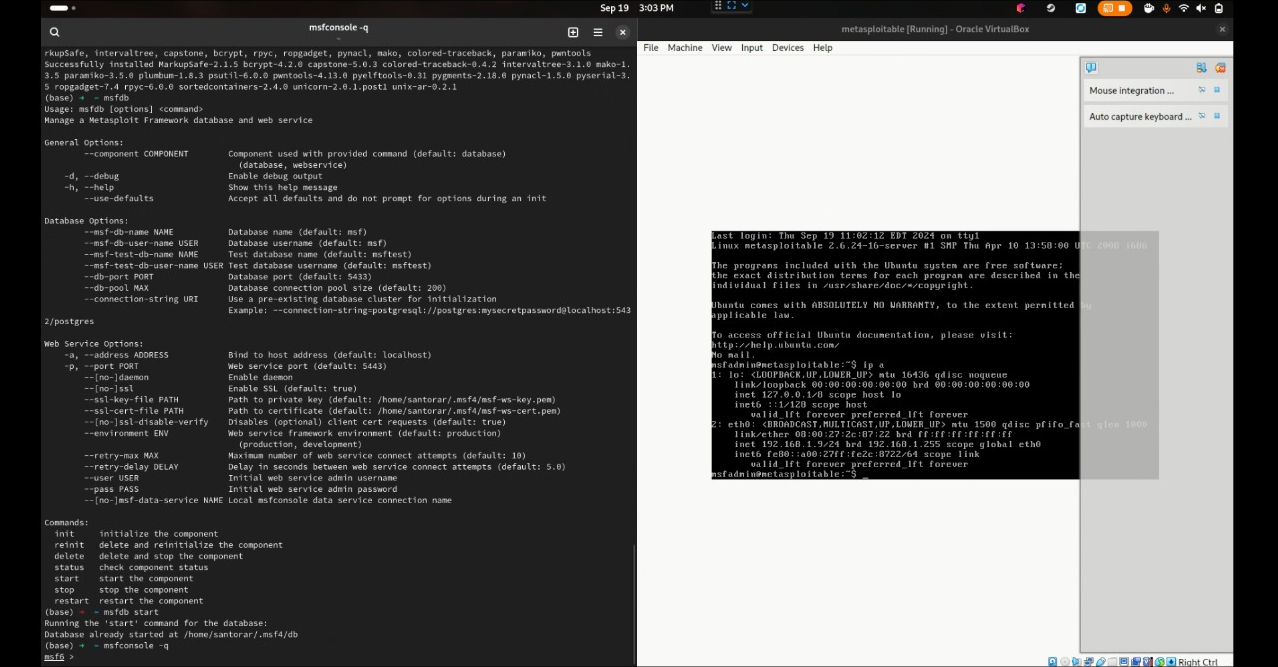 Sep 19 3:03 PM
msfconsole -q
rkupSafe, intervaltree, capstone, bcrypt, rpyc, ropgadget, pynacl, mako, colored-traceback, paramiko, pwntools
Successfully installed MarkupSafe-2.1.5 bcrypt-4.2.0 capstone-5.0.3 colored-traceback-0.4.2 intervaltree-3.1.0 mako-1.
3.5 paramiko-3.5.0 plumbum-1.8.3 psutil-6.0.0 pwntools-4.13.0 pyelftools-0.31 pygments-2.18.0 pynacl-1.5.0 pyserial-3.
5 ropgadget-7.4 rpyc-6.0.0 sortedcontainers-2.4.0 unicorn-2.0.1.post1 unix-ar-0.2.1
(base) ➜ ~ msfdb
Usage: msfdb [options] <command>
Manage a Metasploit Framework database and web service
General Options:
--component COMPONENT Component used with provided command (default: database)
(database, webservice)
-d, --debug Enable debug output
-h, --help Show this help message
--use-defaults Accept all defaults and do not prompt for options during an init
Database Options:
--msf-db-name NAME Database name (default: msf)
--msf-db-user-name USER Database username (default: msf)
--msf-test-db-name NAME Test database name (default: msftest)
--msf-test-db-user-name USER Test database username (default: msftest)
--db-port PORT Database port (default: 5433)
--db-pool MAX Database connection pool size (default: 200)
--connection-string URI Use a pre-existing database cluster for initialization
Example: --connection-string=postgresql://postgres:mysecretpassword@localhost:543
2/postgres
Web Service Options:
-a, --address ADDRESS Bind to host address (default: localhost)
-p, --port PORT Web service port (default: 5443)
--[no-]daemon Enable daemon
--[no-]ssl Enable SSL (default: true)
--ssl-key-file PATH Path to private key (default: /home/santorar/.msf4/msf-ws-key.pem)
--ssl-cert-file PATH Path to certificate (default: /home/santorar/.msf4/msf-ws-cert.pem)
--[no-]ssl-disable-verify Disables (optional) client cert requests (default: true)
--environment ENV Web service framework environment (default: production)
(production, development)
--retry-max MAX Maximum number of web service connect attempts (default: 10)
--retry-delay DELAY Delay in seconds between web service connect attempts (default: 5.0)
--user USER Initial web service admin username
--pass PASS Initial web service admin password
--[no-]msf-data-service NAME Local msfconsole data service connection name
Commands:
init initialize the component
reinit delete and reinitialize the component
delete delete and stop the component
status check component status
start start the component
stop stop the component
restart restart the component
(base) ➜ ~ msfdb start
Running the 'start' command for the database:
Database already started at /home/santorar/.msf4/db
(base) ➜ ~ msfconsole -q
msf6 >
metasploitable [Running] - Oracle VirtualBox
File Machine View Input Devices Help
Mouse integration ...
Auto capture keyboard ...
Last login: Thu Sep 19 11:02:12 EDT 2024 on tty1
Linux metasploitable 2.6.24-16-server #1 SMP Thu Apr 10 13:58:00 UTC 2008 i686
The programs included with the Ubuntu system are free software;
the exact distribution terms for each program are described in the
individual files in /usr/share/doc/*/copyright.
Ubuntu comes with ABSOLUTELY NO WARRANTY, to the extent permitted by
applicable law.
To access official Ubuntu documentation, please visit:
http://help.ubuntu.com/
No mail.
msfadmin@metasploitable:~$ ip a
1: lo: <LOOPBACK,UP,LOWER_UP> mtu 16436 qdisc noqueue
link/loopback 00:00:00:00:00:00 brd 00:00:00:00:00:00
inet 127.0.0.1/8 scope host lo
inet6 ::1/128 scope host
valid_lft forever preferred_lft forever
2: eth0: <BROADCAST,MULTICAST,UP,LOWER_UP> mtu 1500 qdisc pfifo_fast qlen 1000
link/ether 08:00:27:2c:87:22 brd ff:ff:ff:ff:ff:ff
inet 192.168.1.9/24 brd 192.168.1.255 scope global eth0
inet6 fe80::a00:27ff:fe2c:8722/64 scope link
valid_lft forever preferred_lft forever
msfadmin@metasploitable:~$ _
Right Ctrl